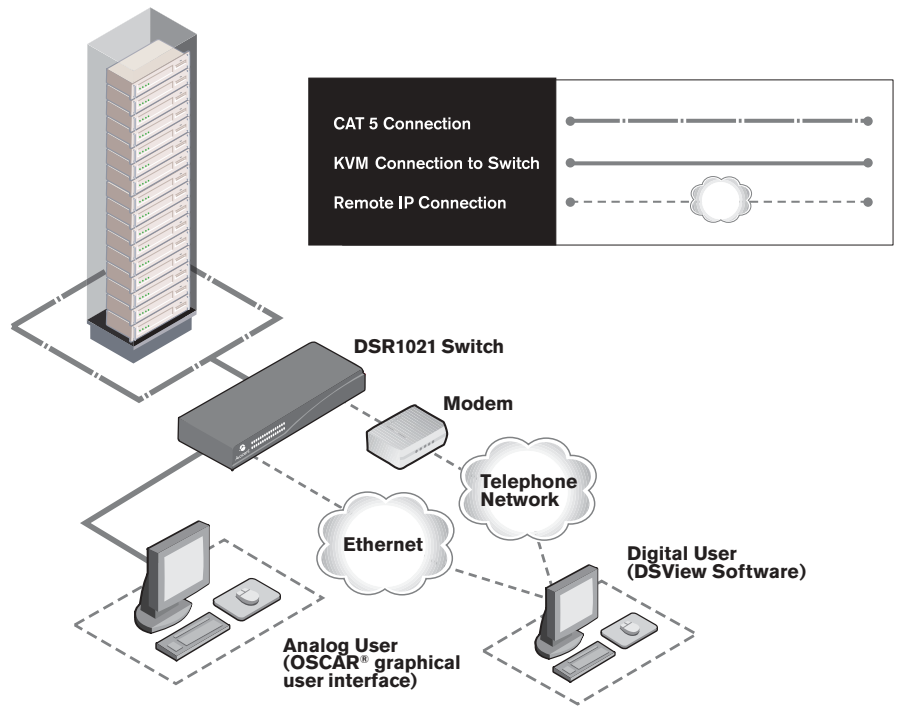 CAT 5 Connection
KVM Connection to Switch
Remote IP Connection
DSR1021 Switch
Modem
Avocent
Telephone
Network
Ethernet
Digital User
(DSView Software)
Analog User
(OSCAR® graphical
user interface)